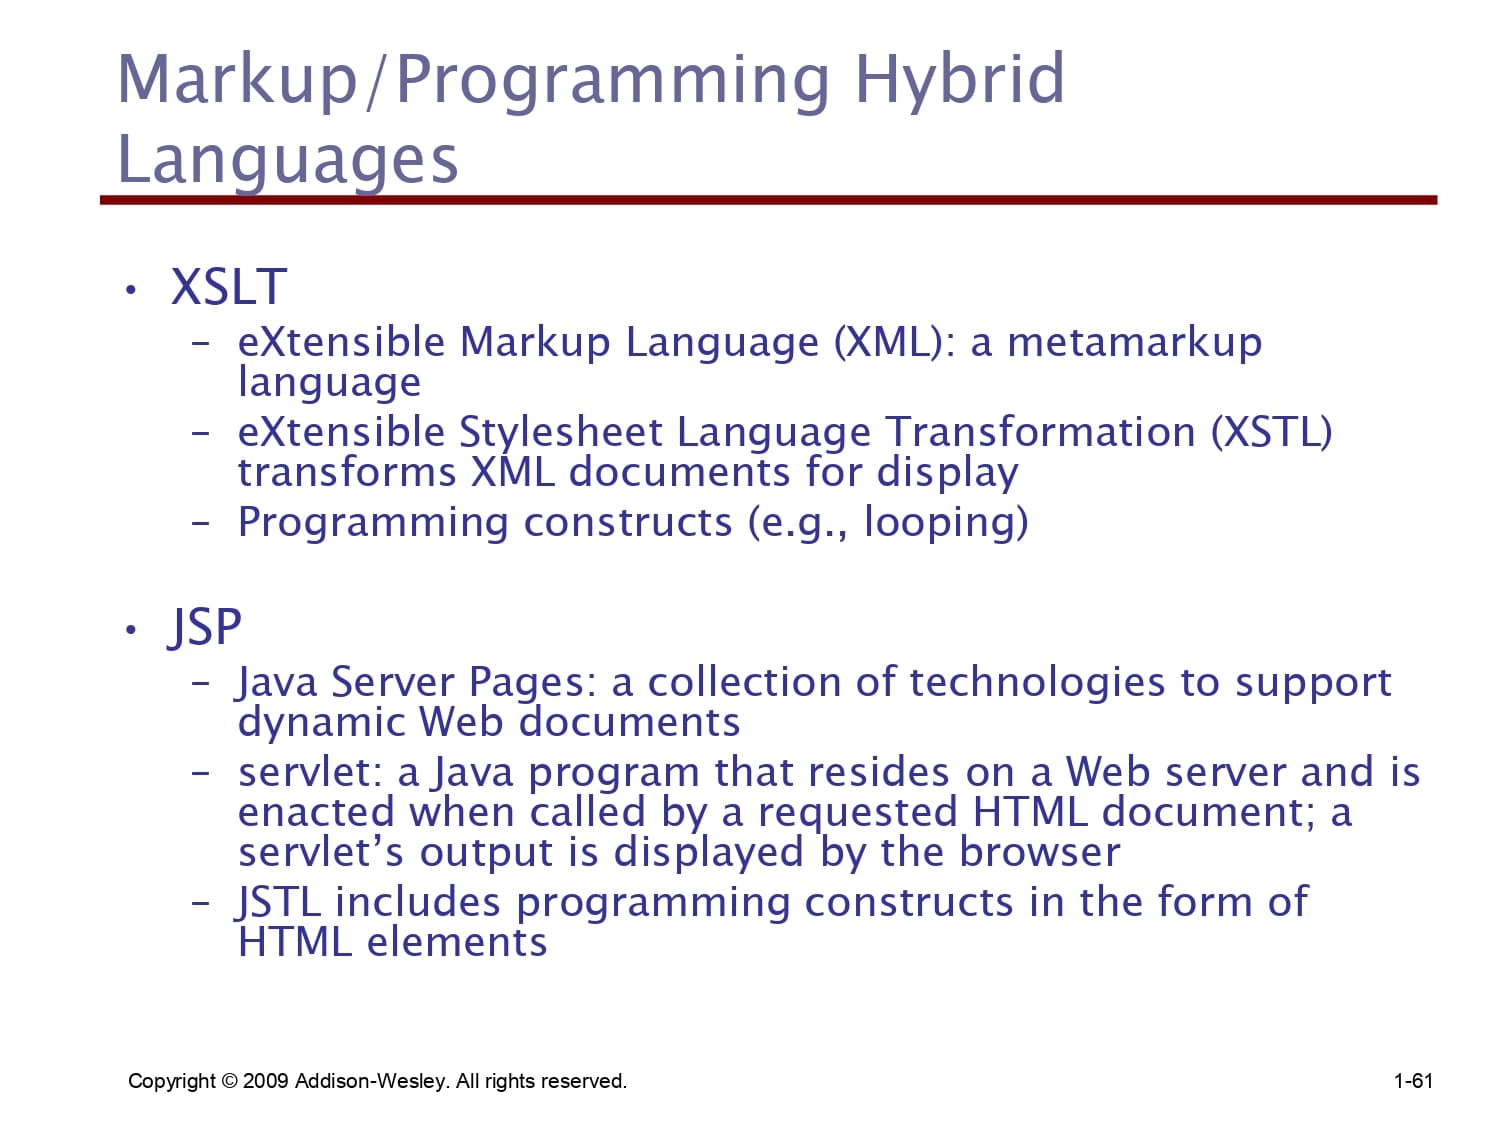 Markup/Programming Hybrid
Languages
• XSLT
– eXtensible Markup Language (XML): a metamarkup
language
– eXtensible Stylesheet Language Transformation (XSTL)
transforms XML documents for display
– Programming constructs (e.g., looping)
• JSP
– Java Server Pages: a collection of technologies to support
dynamic Web documents
– servlet: a Java program that resides on a Web server and is
enacted when called by a requested HTML document; a
servlet’s output is displayed by the browser
– JSTL includes programming constructs in the form of
HTML elements
Copyright © 2009 Addison-Wesley. All rights reserved.
1-61